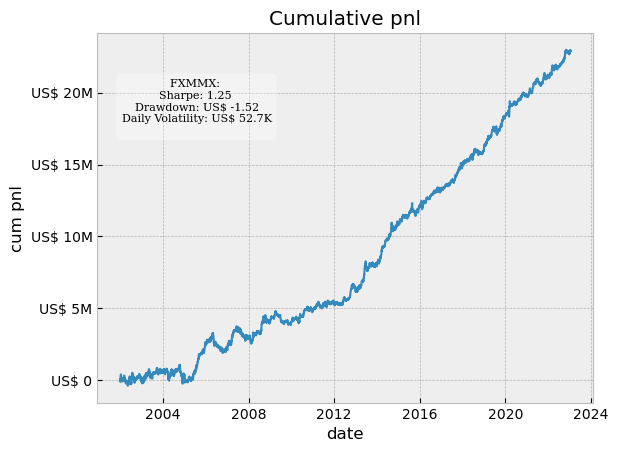 Cumulative pnl
US$ 20M
US$ 15M
US$ 10M
US$ 5M
US$ 0
cum pnl
FXMMX:
Sharpe: 1.25
Drawdown: US$ -1.52
Daily Volatility: US$ 52.7K
2004 2008 2012 2016 2020 2024
date